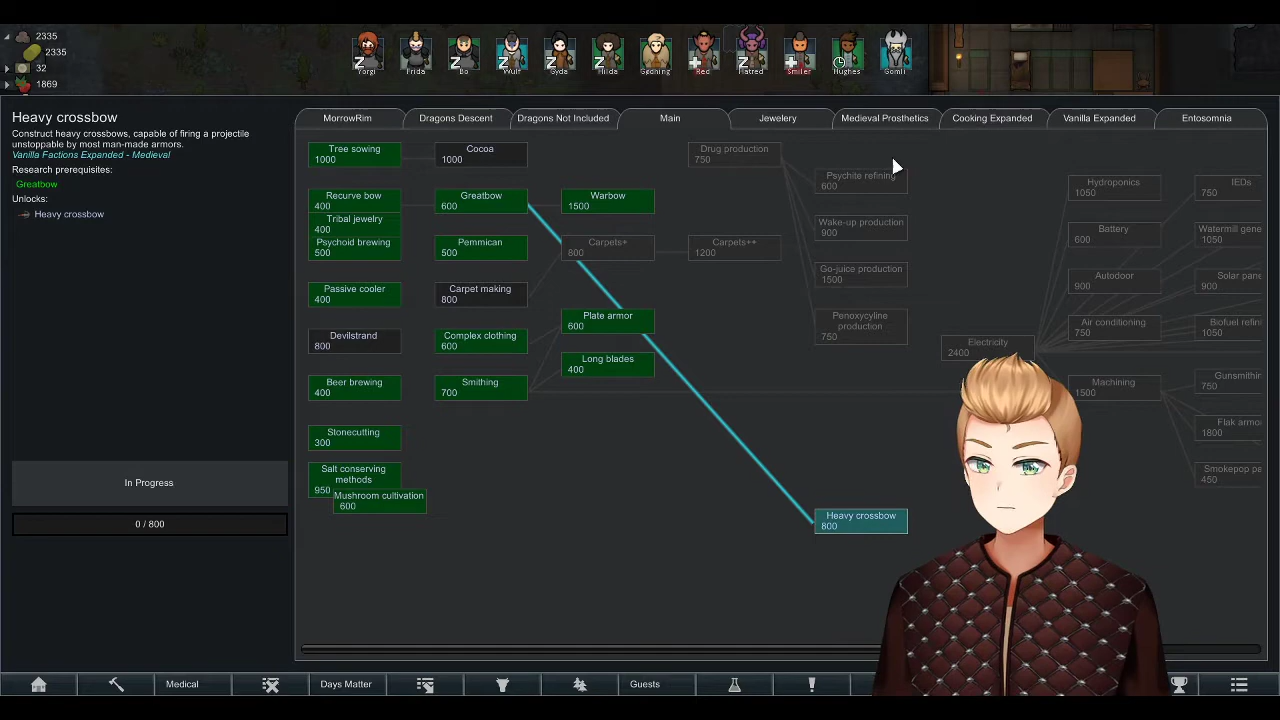 2335
2335
32
1869
Yorgi
Frida
Bo
Wulf
Gyda
Hilda
Gødning
Red
Hatred
Smiler
Hughes
Gomli
Heavy crossbow
Construct heavy crossbows, capable of firing a projectile
unstoppable by most man-made armors.
Vanilla Factions Expanded - Medieval
Research prerequisites:
Greatbow
Unlocks:
Heavy crossbow
In Progress
0 / 800
MorrowRim
Dragons Descent
Dragons Not Included
Main
Jewelery
Medieval Prosthetics
Cooking Expanded
Vanilla Expanded
Entosomnia
Tree sowing
1000
Cocoa
1000
Drug production
750
Psychite refining
600
Hydroponics
1050
IEDs
750
Recurve bow
400
Greatbow
600
Warbow
1500
Tribal jewelry
400
Wake-up production
900
Battery
600
Watermill gene
1050
Psychoid brewing
500
Pemmican
500
Carpets+
800
Carpets++
1200
Go-juice production
1500
Autodoor
900
Solar pane
900
Passive cooler
400
Carpet making
800
Plate armor
600
Penoxycyline
production
750
Air conditioning
750
Biofuel refini
1050
Devilstrand
800
Complex clothing
600
Long blades
400
Electricity
2400
Beer brewing
400
Smithing
700
Machining
1500
Gunsmithin
750
Stonecutting
300
Flak armo
1800
Salt conserving
methods
950
Smokepop pa
450
Mushroom cultivation
600
Heavy crossbow
800
Medical
Days Matter
Guests